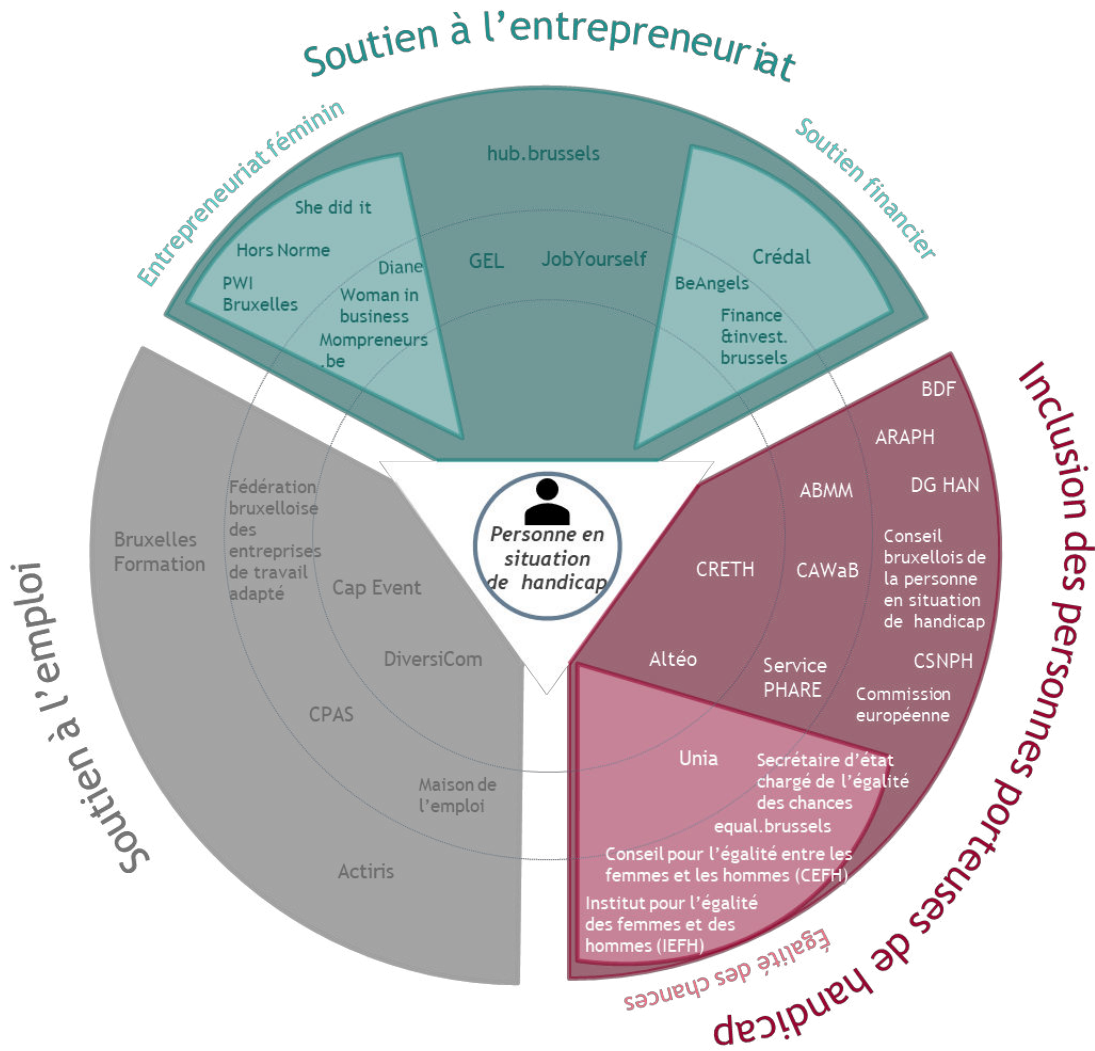 Soutien à l'entrepreneuriat
Entrepreneuriat féminin
Soutien financier
hub.brussels
She did it
Hors Norme
PWI
Bruxelles
Diane
Woman in
business
Mompreneurs
.be
GEL
JobYourself
Crédal
BeAngels
Finance
&invest.
brussels
Personne en
situation
de handicap
Inclusion des personnes porteuses de handicap
BDF
ARAPH
ABMM
DG HAN
Conseil
bruxellois de
la personne
en situation
de handicap
CRETH
CAWaB
Altéo
Service
PHARE
CSNPH
Commission
européenne
Unia
Secrétaire d'état
chargé de l'égalité
des chances
equal.brussels
Conseil pour l'égalité entre les
femmes et les hommes (CEFH)
Institut pour l'égalité
des femmes et des
hommes (IEFH)
Égalité des chances
Soutien à l'emploi
Bruxelles
Formation
Fédération
bruxelloise
des
entreprises
de travail
adapté
Cap Event
DiversiCom
CPAS
Maison de
l'emploi
Actiris